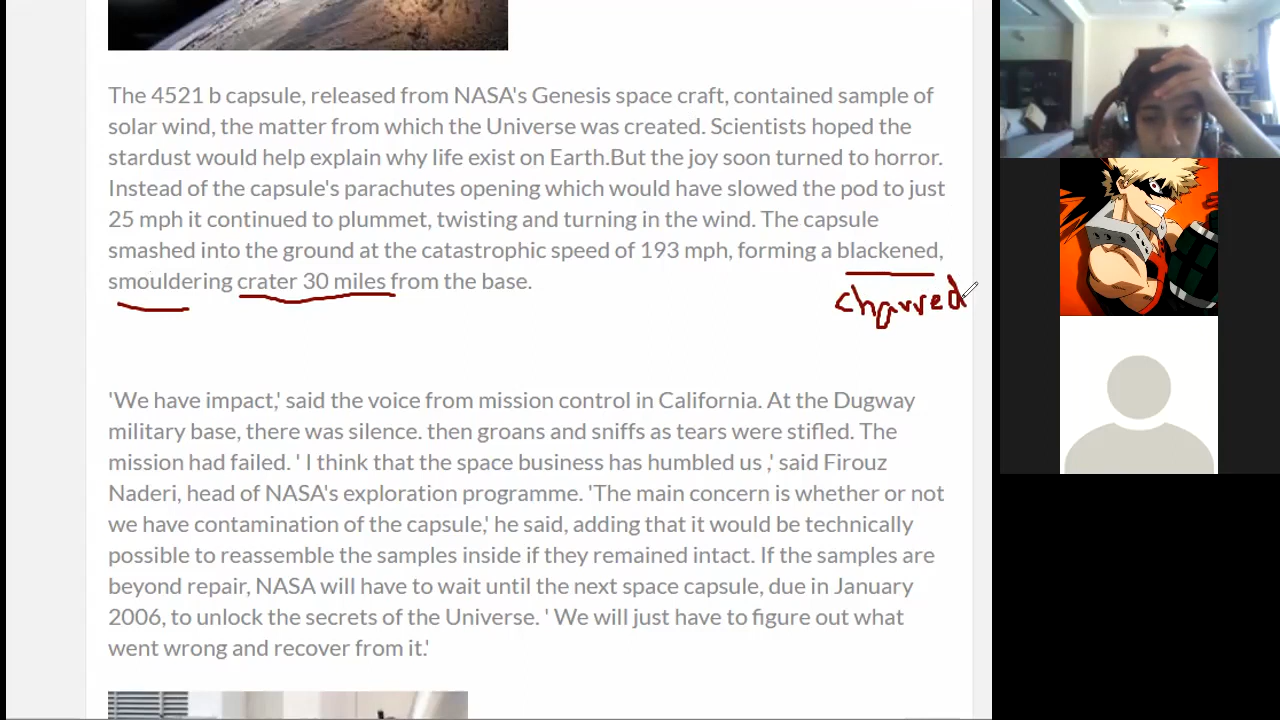 The 4521 b capsule, released from NASA's Genesis space craft, contained sample of
solar wind, the matter from which the Universe was created. Scientists hoped the
stardust would help explain why life exist on Earth.But the joy soon turned to horror.
Instead of the capsule's parachutes opening which would have slowed the pod to just
25 mph it continued to plummet, twisting and turning in the wind. The capsule
smashed into the ground at the catastrophic speed of 193 mph, forming a blackened,
smouldering crater 30 miles from the base.
charred
'We have impact,' said the voice from mission control in California. At the Dugway
military base, there was silence. then groans and sniffs as tears were stifled. The
mission had failed. ' I think that the space business has humbled us ,' said Firouz
Naderi, head of NASA's exploration programme. 'The main concern is whether or not
we have contamination of the capsule,' he said, adding that it would be technically
possible to reassemble the samples inside if they remained intact. If the samples are
beyond repair, NASA will have to wait until the next space capsule, due in January
2006, to unlock the secrets of the Universe. ' We will just have to figure out what
went wrong and recover from it.'